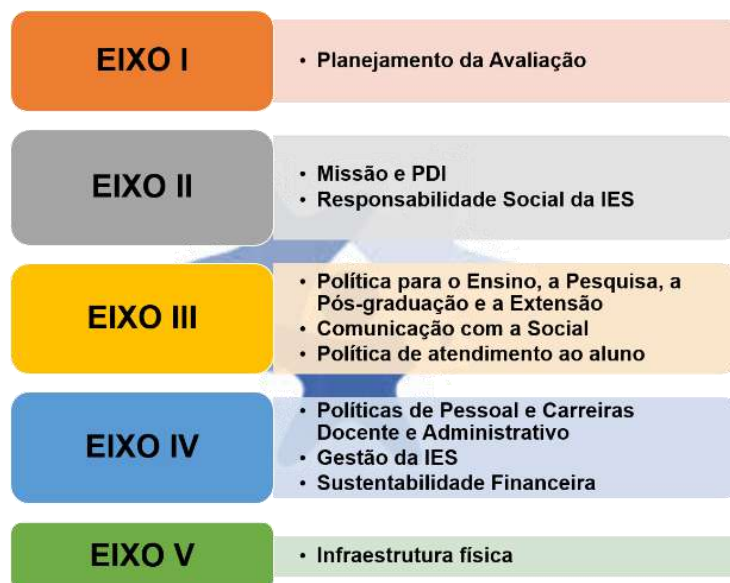 EIXO I
• Planejamento da Avaliação
EIXO II
• Missão e PDI
• Responsabilidade Social da IES
EIXO III
• Política para o Ensino, a Pesquisa, a
Pós-graduação e a Extensão
• Comunicação com a Social
• Política de atendimento ao aluno
EIXO IV
• Políticas de Pessoal e Carreiras
Docente e Administrativo
• Gestão da IES
• Sustentabilidade Financeira
EIXO V
• Infraestrutura física